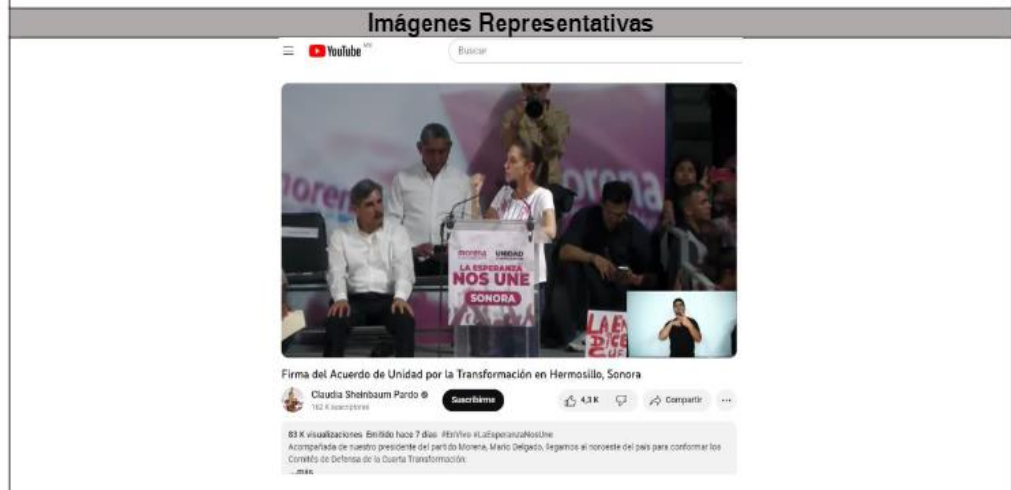 Imágenes Representativas
YouTube MX
Buscar
morena
morena UNIDAD
LA ESPERANZA
NOS UNE
SONORA
Firma del Acuerdo de Unidad por la Transformación en Hermosillo, Sonora
Claudia Sheinbaum Pardo
162 K suscriptores
Suscribirme
4,3 K
Compartir
83 K visualizaciones Emitido hace 7 días #EnVivo #LaEsperanzaNosUne
Acompañada de nuestro presidente del partido Morena, Mario Delgado, llegamos al noroeste del país para conformar los
Comités de Defensa de la Cuarta Transformación.
...más